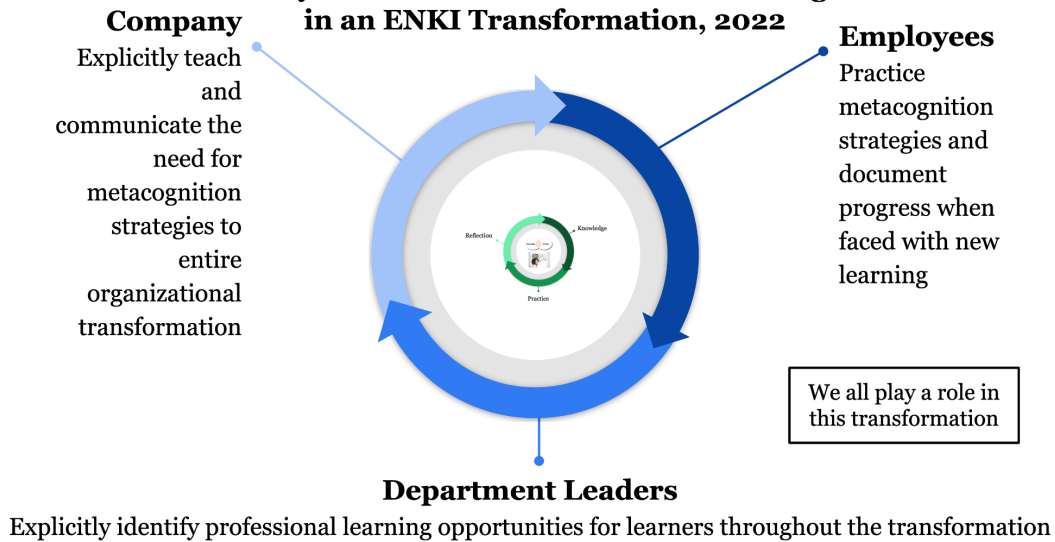 in an ENKI Transformation, 2022
Company
Explicitly teach
and
communicate the
need for
metacognition
strategies to
entire
organizational
transformation
Employees
Practice
metacognition
strategies and
document
progress when
faced with new
learning
Reflection
Knowledge
Practice
We all play a role in
this transformation
Department Leaders
Explicitly identify professional learning opportunities for learners throughout the transformation